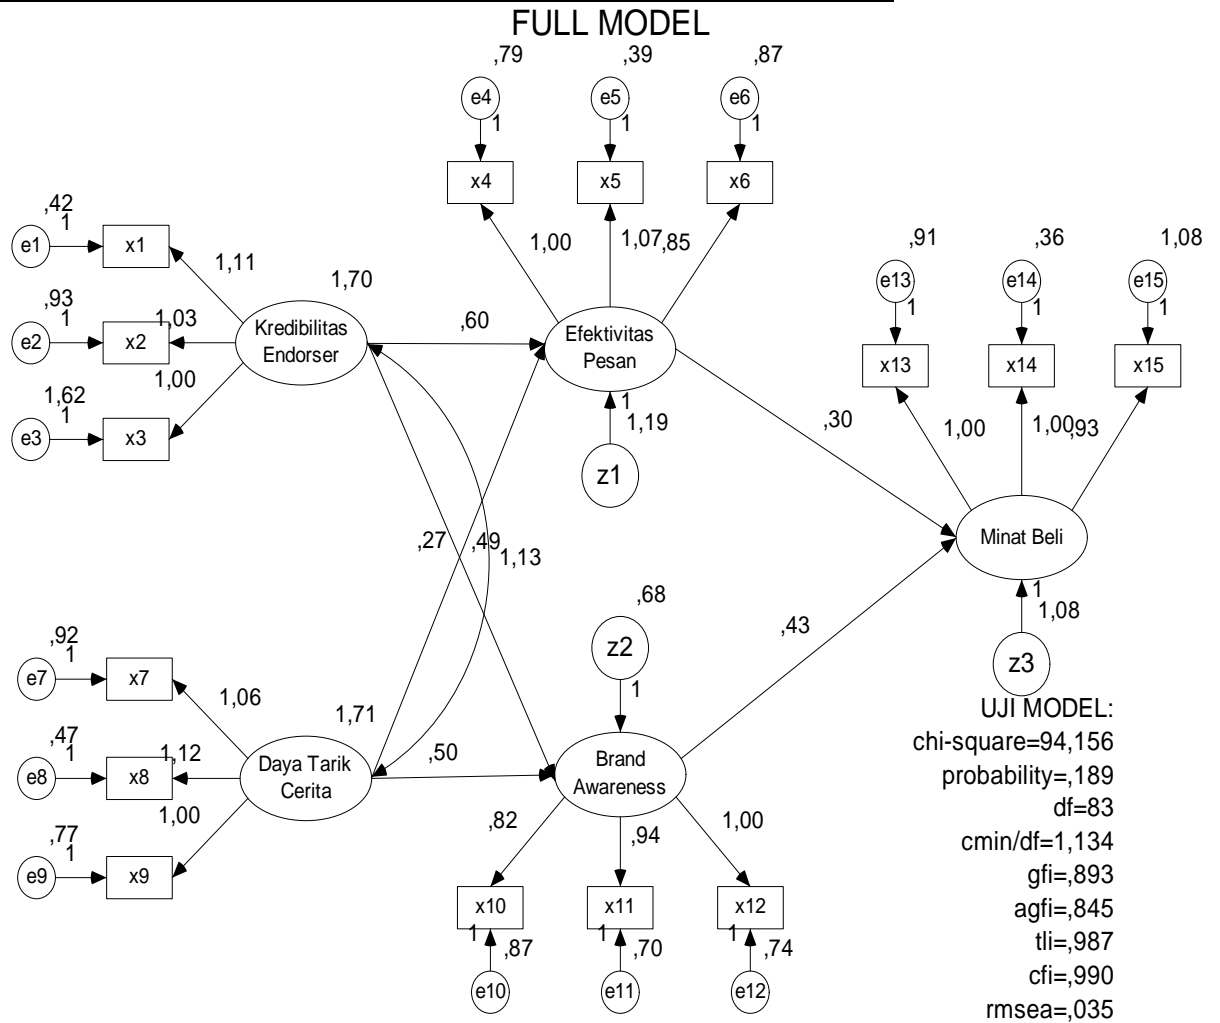 FULL MODEL
,79
,39
,87
e4
e5
e6
1
1
1
x4
x5
x6
1,00
1,07
,85
,42
1
e1
x1
1,11
,93
1
e2
x2
1,03
1,62
1
e3
x3
1,00
1,70
Kredibilitas
Endorser
,60
Efektivitas
Pesan
1
1,19
z1
,91
,36
1,08
e13
e14
e15
1
1
1
x13
x14
x15
1,00
1,00
,93
,30
Minat Beli
1
1,08
z3
,27
,49
1,13
,68
z2
1
,43
,92
1
e7
x7
1,06
,47
1
e8
x8
1,12
,77
1
e9
x9
1,00
1,71
Daya Tarik
Cerita
,50
Brand
Awareness
,82
,94
1,00
x10
x11
x12
1
,87
1
,70
1
,74
e10
e11
e12
UJI MODEL:
chi-square=94,156
probability=,189
df=83
cmin/df=1,134
gfi=,893
agfi=,845
tli=,987
cfi=,990
rmsea=,035